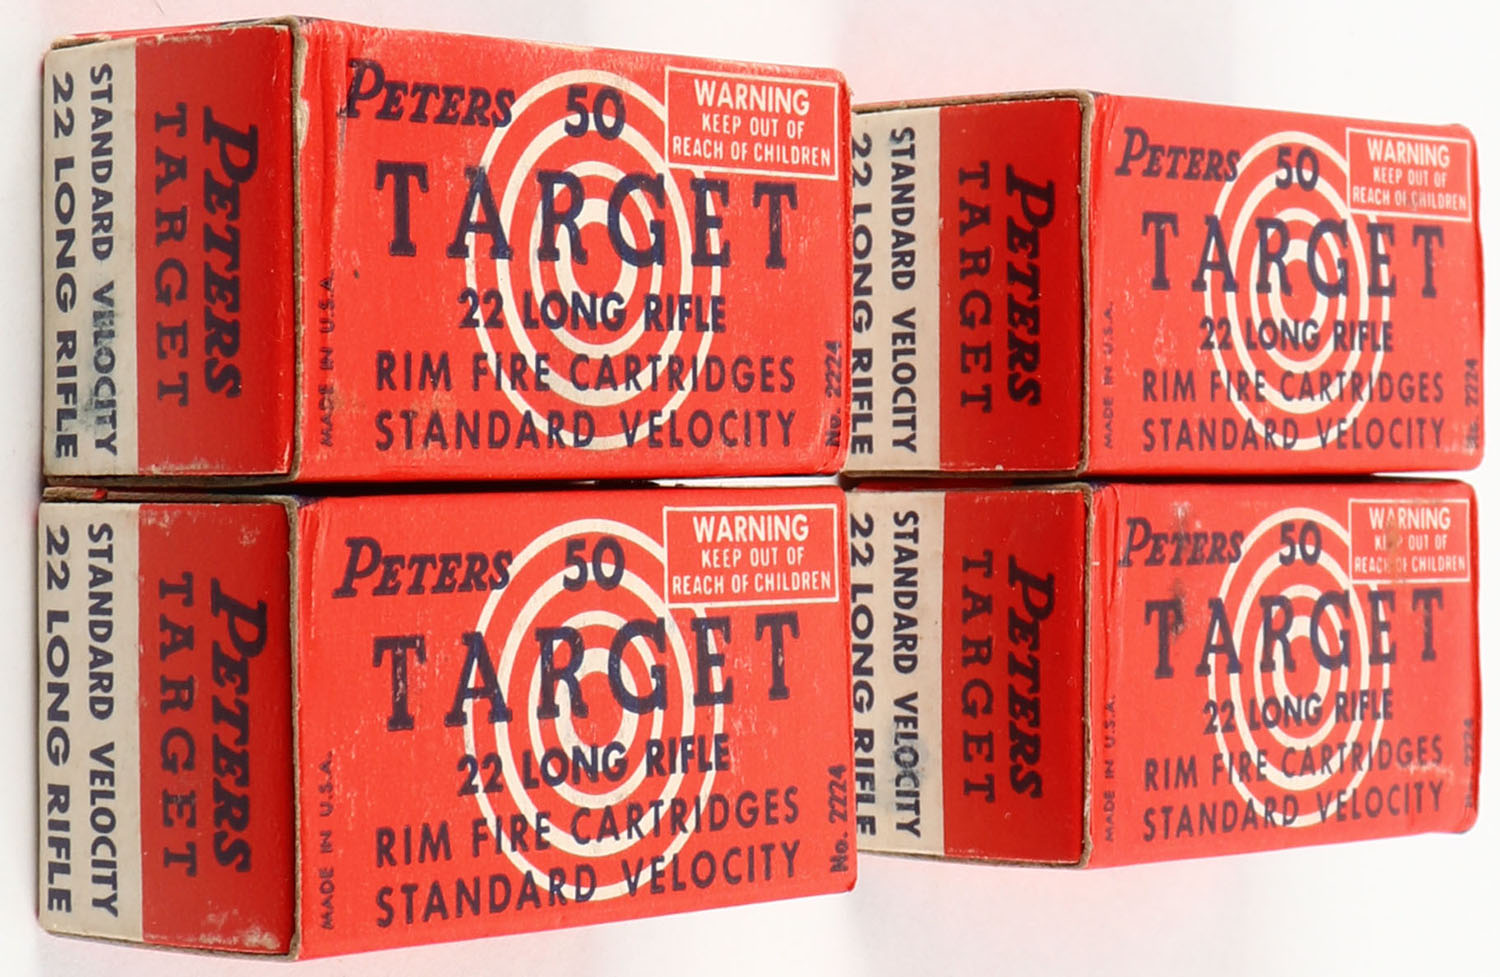 STANDARD VELOCITY
22 LONG RIFLE
PETERS
TARGET
PETERS 50
WARNING
KEEP OUT OF
REACH OF CHILDREN
TARGET
22 LONG RIFLE
RIM FIRE CARTRIDGES
STANDARD VELOCITY
MADE IN U.S.A.
No. 2224
STANDARD VELOCITY
22 LONG RIFLE
PETERS
TARGET
PETERS 50
WARNING
KEEP OUT OF
REACH OF CHILDREN
TARGET
22 LONG RIFLE
RIM FIRE CARTRIDGES
STANDARD VELOCITY
MADE IN U.S.A.
No. 2224
STANDARD VELOCITY
22 LONG RIFLE
PETERS
TARGET
PETERS 50
WARNING
KEEP OUT OF
REACH OF CHILDREN
TARGET
22 LONG RIFLE
RIM FIRE CARTRIDGES
STANDARD VELOCITY
MADE IN U.S.A.
No. 2224
STANDARD VELOCITY
22 LONG RIFLE
PETERS
TARGET
PETERS 50
WARNING
KEEP OUT OF
REACH OF CHILDREN
TARGET
22 LONG RIFLE
RIM FIRE CARTRIDGES
STANDARD VELOCITY
MADE IN U.S.A.
No. 2224